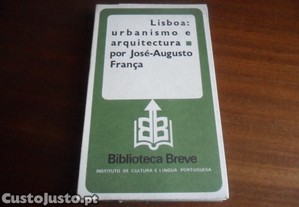 Lisboa:
urbanismo e
arquitectura ■
por José-Augusto
França
Biblioteca Breve
INSTITUTO DE CULTURA E LÍNGUA PORTUGUESA
CustoJusto.pt